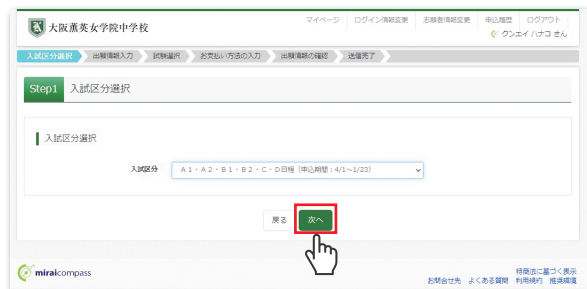 大阪薫英女学院中学校
マイページ ログイン情報変更 志願者情報変更 申込履歴 ログアウト
クンエイ ハナコ さん
入試区分選択 出願情報入力 試験選択 お支払い方法の入力 出願情報の確認 送信完了
Step1 入試区分選択
入試区分選択
入試区分 A1・A2・B1・B2・C・D日程 (申込期間：4/1～1/23)
戻る 次へ
miraicompass
特商法に基づく表示
お問合せ先 よくある質問 利用規約 推奨環境